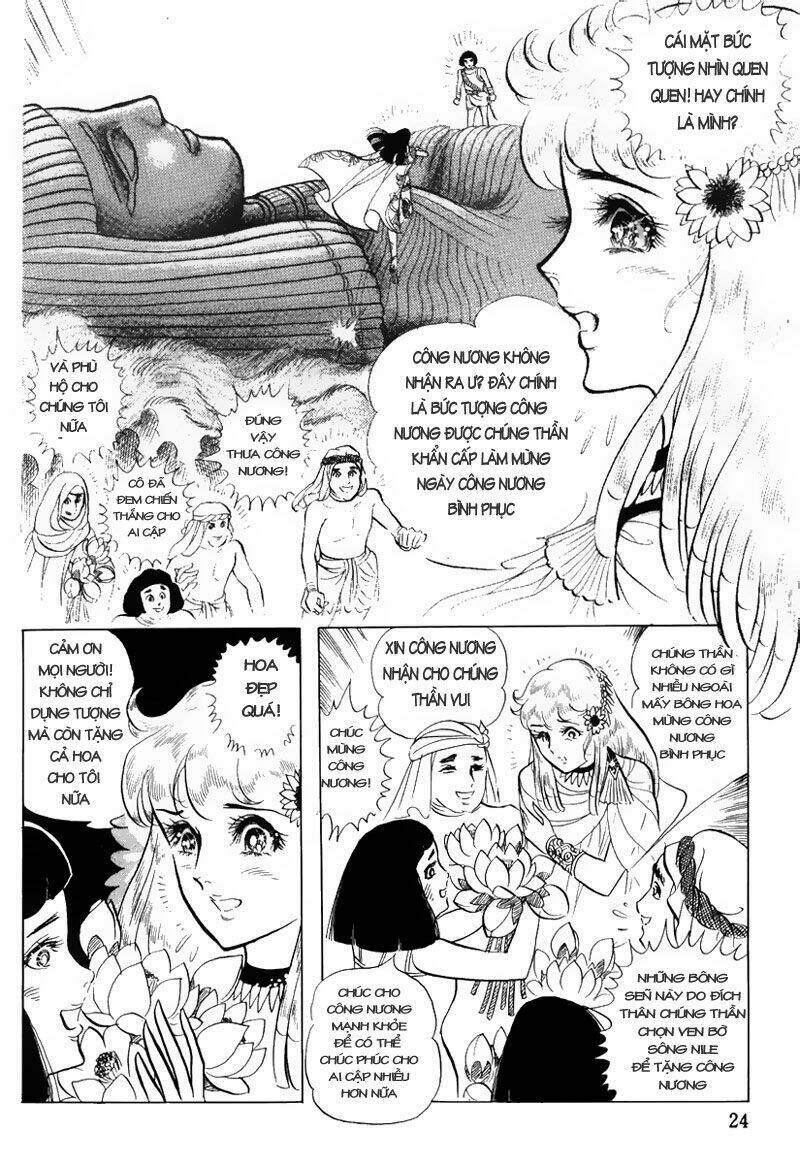 CÁI MẶT BỨC
TƯỢNG NHÌN QUEN
QUEN! HAY CHÍNH
LÀ MÌNH?
CÔNG NƯƠNG KHÔNG
NHẬN RA Ư? ĐÂY CHÍNH
LÀ BỨC TƯỢNG CÔNG
NƯƠNG ĐƯỢC CHÚNG THẦN
KHẨN CẤP LÀM MỪNG
NGÀY CÔNG NƯƠNG
BÌNH PHỤC
ĐÚNG
VẬY
THƯA CÔNG
NƯƠNG!
CÔ ĐÃ
ĐEM CHIẾN
THẮNG CHO
AI CẬP
VÀ PHÙ
HỘ CHO
CHÚNG TÔI
NỮA
CẢM ƠN
MỌI NGƯỜI!
KHÔNG CHỈ
DỰNG TƯỢNG
MÀ CÒN TẶNG
CẢ HOA
CHO TÔI
NỮA
HOA
ĐẸP
QUÁ!
XIN CÔNG NƯƠNG
NHẬN CHO CHÚNG
THẦN VUI
CHÚC
MỪNG
CÔNG
NƯƠNG!
CHÚNG THẦN
KHÔNG CÓ GÌ
NHIỀU NGOÀI
MẤY BÔNG HOA
MỪNG CÔNG
NƯƠNG
BÌNH PHỤC
CHÚC CHO
CÔNG NƯƠNG
MẠNH KHỎE
ĐỂ CÓ THỂ
CHÚC PHÚC CHO
AI CẬP NHIỀU
HƠN NỮA
NHỮNG BÔNG
SEN NÀY DO ĐÍCH
THÂN CHÚNG THẦN
CHỌN VEN BỜ
SÔNG NILE
ĐỂ TẶNG CÔNG
NƯƠNG
24